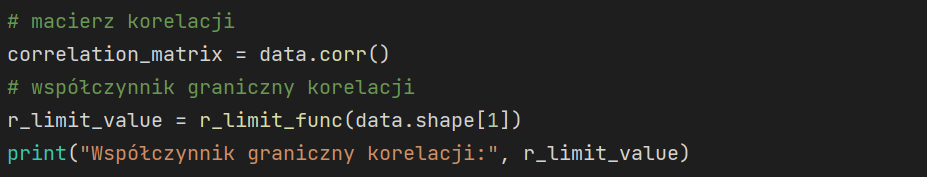 # macierz korelacji
correlation_matrix = data.corr()
# współczynnik graniczny korelacji
r_limit_value = r_limit_func(data.shape[1])
print("Współczynnik graniczny korelacji:", r_limit_value)